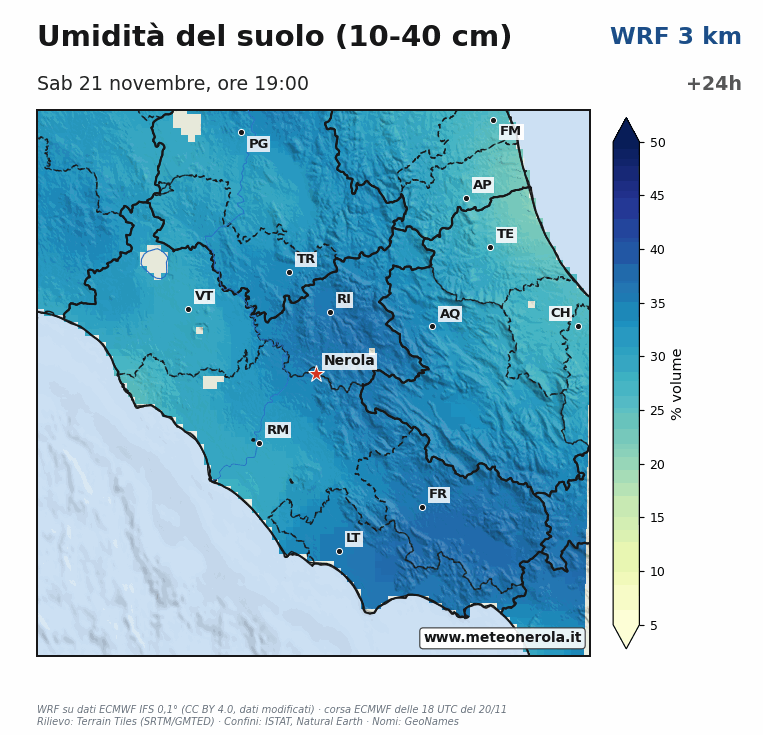 Umidità del suolo (10-40 cm)
WRF 3 km
Sab 21 novembre, ore 19:00
+24h
FM
PG
AP
TE
TR
VT
RI
AQ
CH
Nerola
RM
FR
LT
www.meteonerola.it
50
45
40
35
30
25
20
15
10
5
% volume
WRF su dati ECMWF IFS 0,1° (CC BY 4.0, dati modificati) · corsa ECMWF delle 18 UTC del 20/11
Rilievo: Terrain Tiles (SRTM/GMTED) · Confini: ISTAT, Natural Earth · Nomi: GeoNames